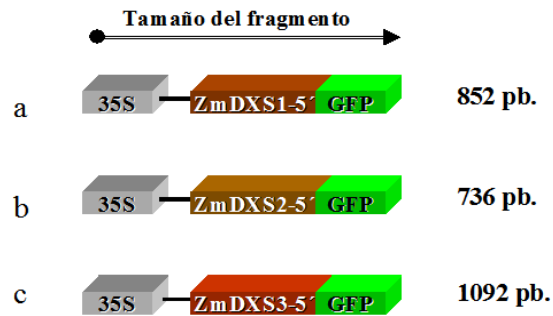 Tamaño del fragmento
a 35S ZmDXS1-5´ GFP 852 pb.
b 35S ZmDXS2-5´ GFP 736 pb.
c 35S ZmDXS3-5´ GFP 1092 pb.